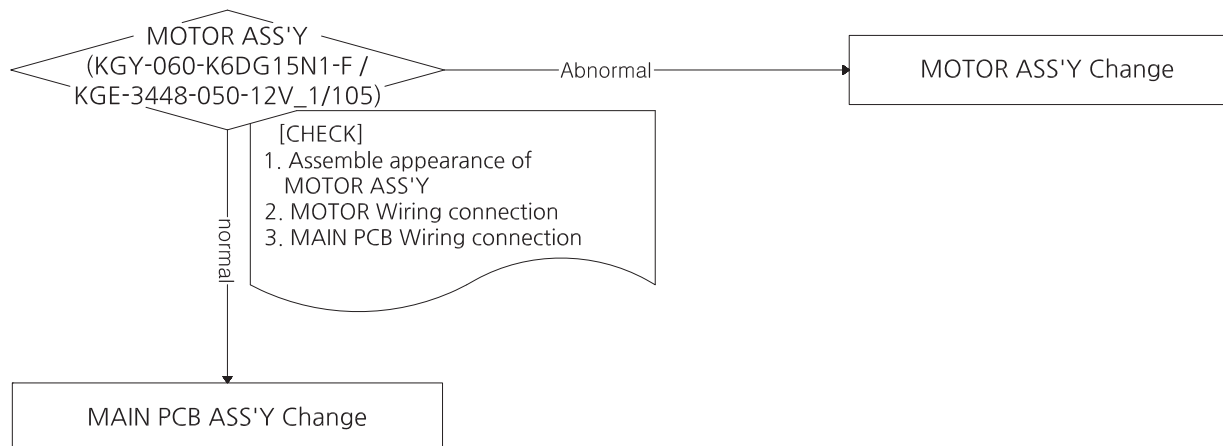 MOTOR ASS'Y
(KGY-060-K6DG15N1-F /
KGE-3448-050-12V_1/105)
Abnormal
MOTOR ASS'Y Change
[CHECK]
1. Assemble appearance of
MOTOR ASS'Y
2. MOTOR Wiring connection
3. MAIN PCB Wiring connection
normal
MAIN PCB ASS'Y Change